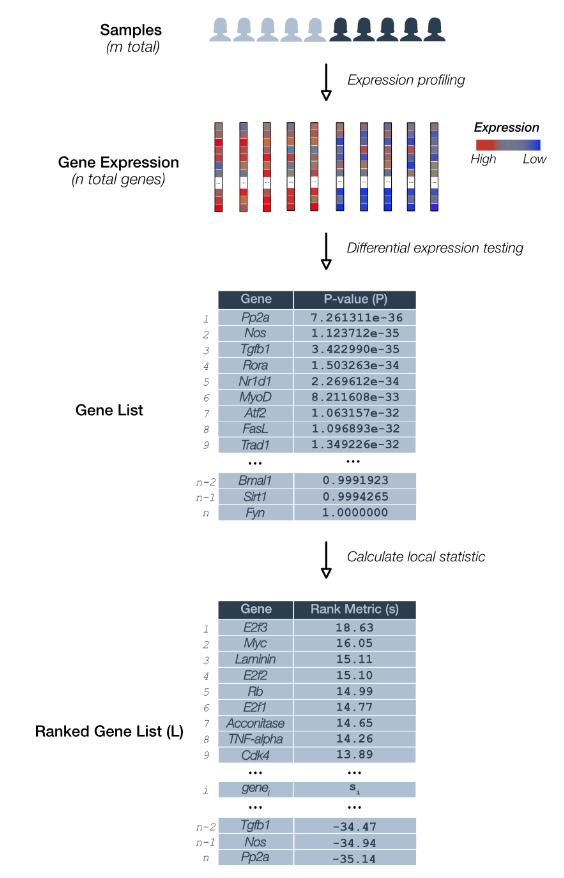 Samples
(m total)
Expression profiling
Gene Expression
(n total genes)
Expression
High Low
Differential expression testing
Gene List
Gene P-value (P)
1 Pp2a 7.261311e-36
2 Nos 1.123712e-35
3 Tgfb1 3.422990e-35
4 Rora 1.503263e-34
5 Nr1d1 2.269612e-34
6 MyoD 8.211608e-33
7 Atf2 1.063157e-32
8 FasL 1.096893e-32
9 Trad1 1.349226e-32
... ...
n-2 Bmal1 0.9991923
n-1 Sirt1 0.9994265
n Fyn 1.0000000
Calculate local statistic
Ranked Gene List (L)
Gene Rank Metric (s)
1 E2f3 18.63
2 Myc 16.05
3 Laminin 15.11
4 E2f2 15.10
5 Rb 14.99
6 E2f1 14.77
7 Acconitase 14.65
8 TNF-alpha 14.26
9 Cdk4 13.89
... ...
i gene_i s_i
... ...
n-2 Tgfb1 -34.47
n-1 Nos -34.94
n Pp2a -35.14